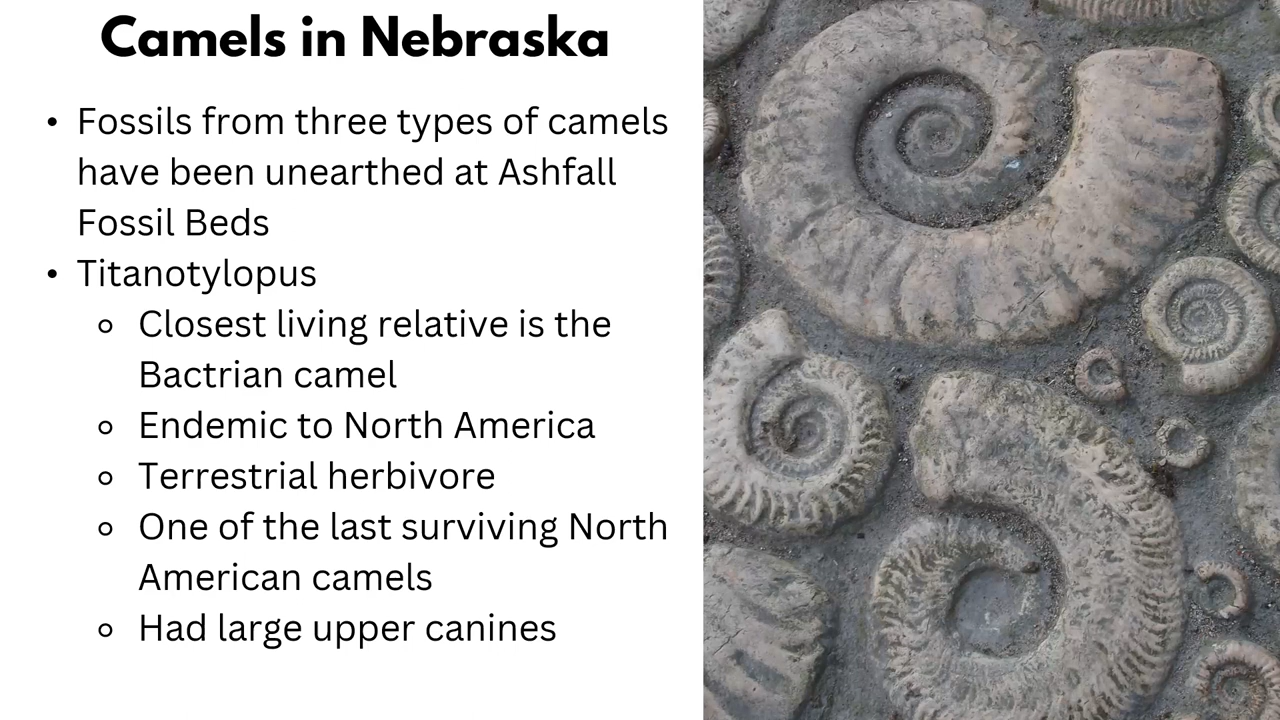 Camels in Nebraska
• Fossils from three types of camels
have been unearthed at Ashfall
Fossil Beds
• Titanotylopus
◦ Closest living relative is the
Bactrian camel
◦ Endemic to North America
◦ Terrestrial herbivore
◦ One of the last surviving North
American camels
◦ Had large upper canines